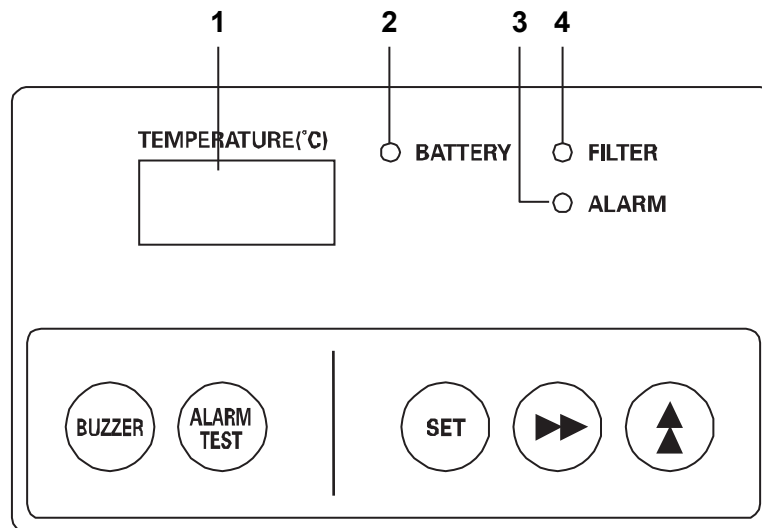 1 2 3 4
TEMPERATURE(°C)
BATTERY
FILTER
ALARM
BUZZER
ALARM
TEST
SET